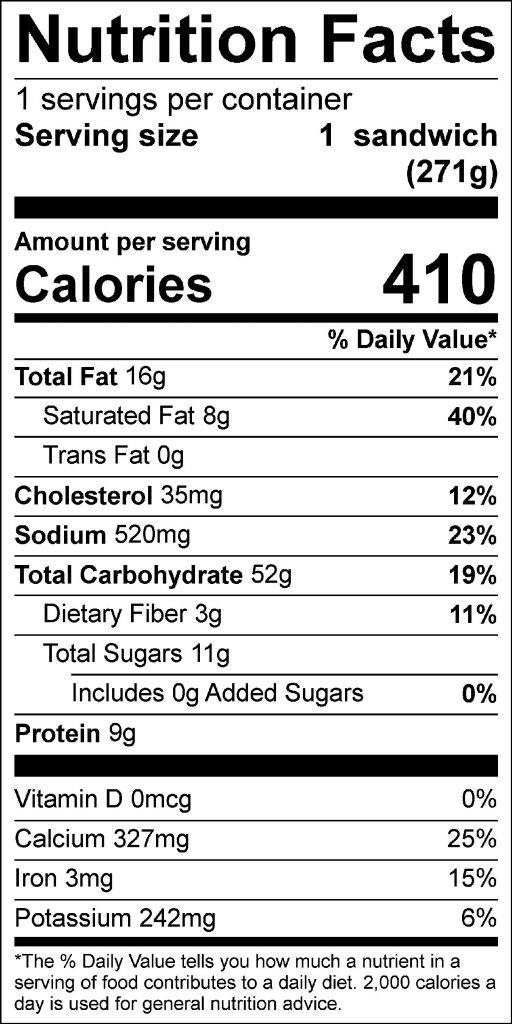 Nutrition Facts
1 servings per container
Serving size 1 sandwich
(271g)
Amount per serving
Calories 410
% Daily Value*
Total Fat 16g 21%
Saturated Fat 8g 40%
Trans Fat 0g
Cholesterol 35mg 12%
Sodium 520mg 23%
Total Carbohydrate 52g 19%
Dietary Fiber 3g 11%
Total Sugars 11g
Includes 0g Added Sugars 0%
Protein 9g
Vitamin D 0mcg 0%
Calcium 327mg 25%
Iron 3mg 15%
Potassium 242mg 6%
*The % Daily Value tells you how much a nutrient in a
serving of food contributes to a daily diet. 2,000 calories a
day is used for general nutrition advice.